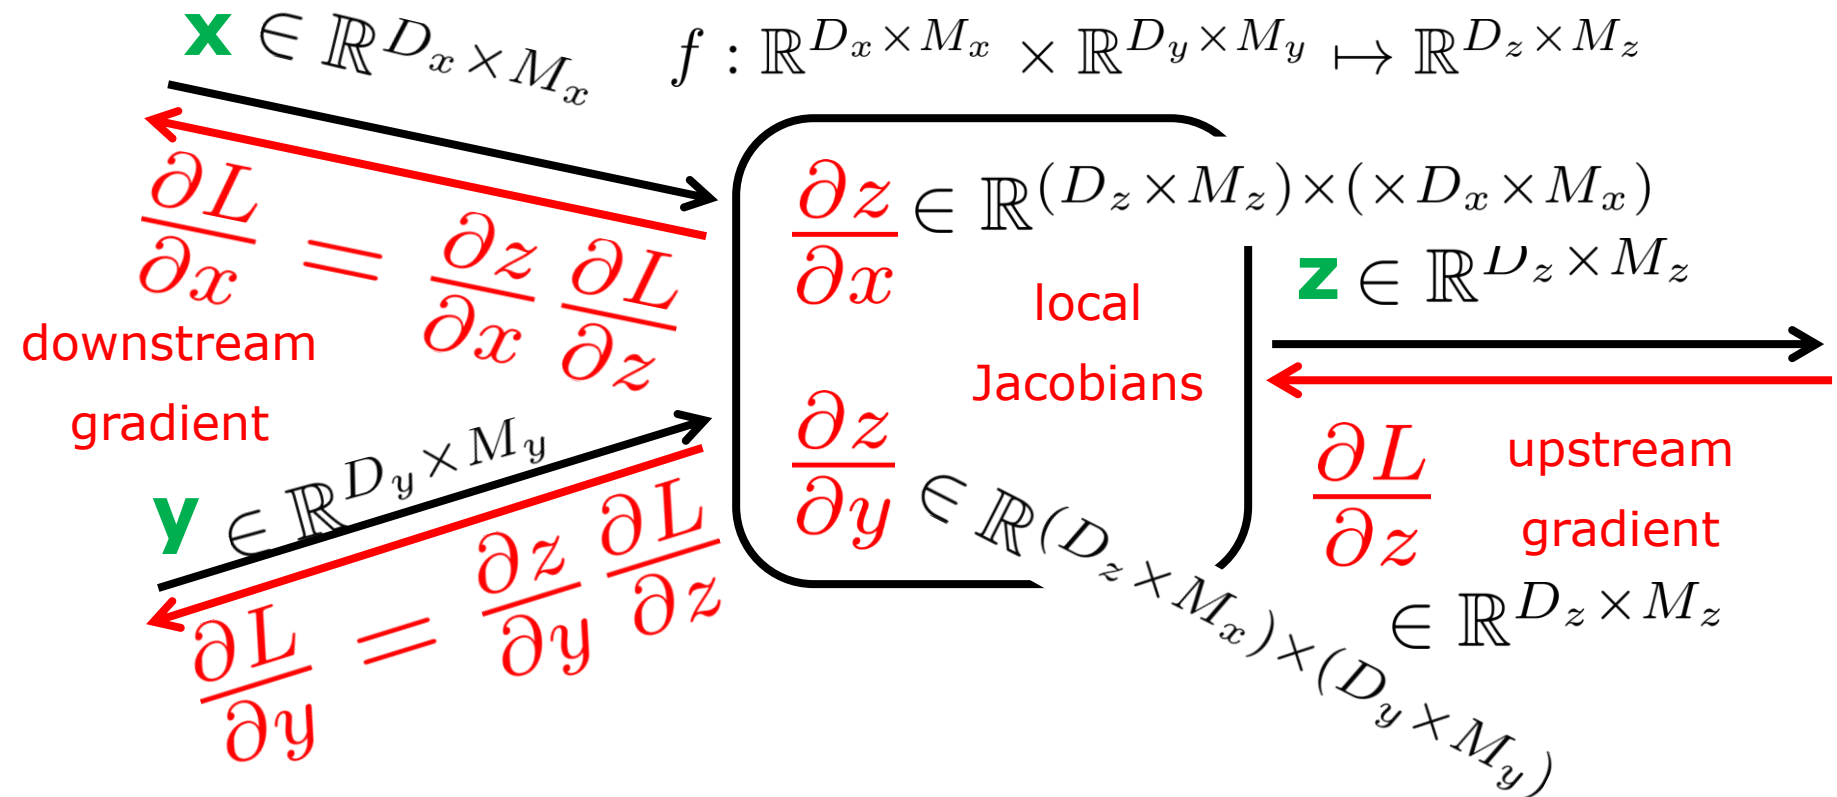 x ∈ ℝ^{D_x×M_x}
f : ℝ^{D_x×M_x} × ℝ^{D_y×M_y} ↦ ℝ^{D_z×M_z}
∂L/∂x = ∂z/∂x ∂L/∂z
downstream
gradient
∂z/∂x ∈ ℝ^{(D_z×M_z)×(×D_x×M_x)}
local
Jacobians
z ∈ ℝ^{D_z×M_z}
y ∈ ℝ^{D_y×M_y}
∂L/∂y = ∂z/∂y ∂L/∂z
∂z/∂y ∈ ℝ^{(D_z×M_x)×(D_y×M_y)}
∂L/∂z
upstream
gradient
∈ ℝ^{D_z×M_z}